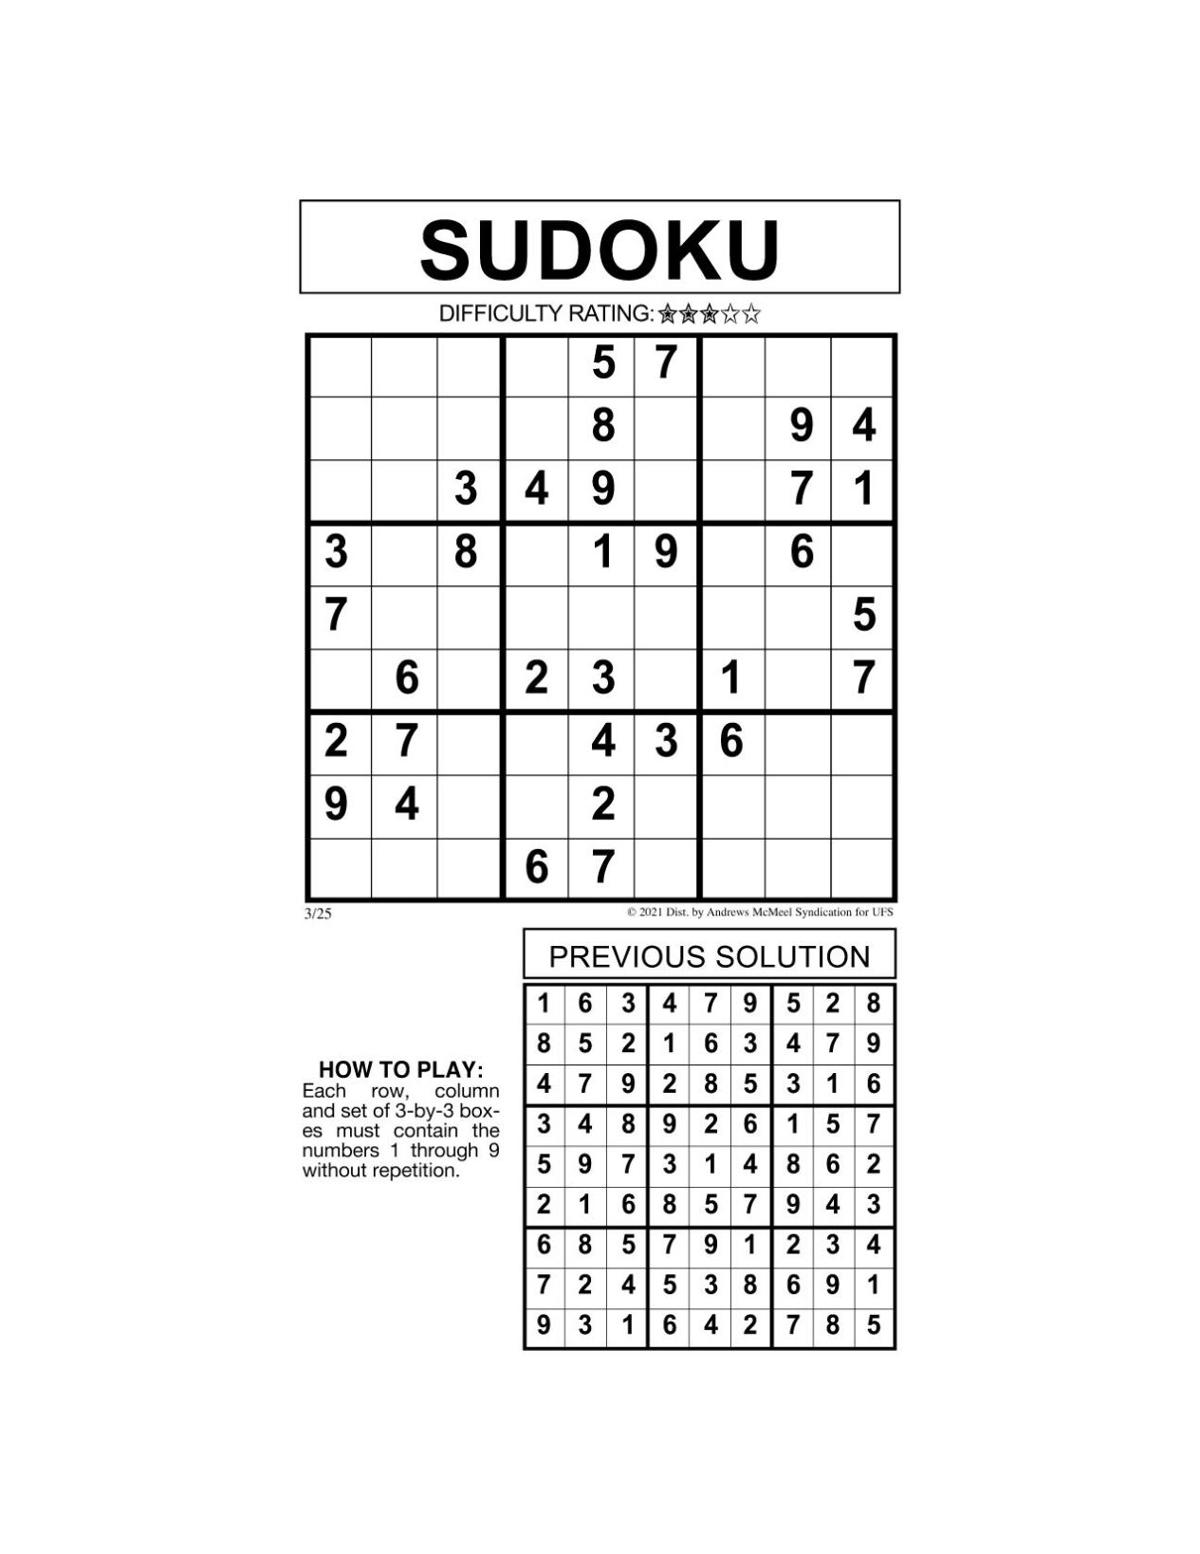 SUDOKU
DIFFICULTY RATING: ★★★☆☆
5 7
8 9 4
3 4 9 7 1
3 8 1 9 6
7 5
6 2 3 1 7
2 7 4 3 6
9 4 2
6 7
3/25 © 2021 Dist. by Andrews McMeel Syndication for UFS
PREVIOUS SOLUTION
1 6 3 4 7 9 5 2 8
8 5 2 1 6 3 4 7 9
4 7 9 2 8 5 3 1 6
3 4 8 9 2 6 1 5 7
5 9 7 3 1 4 8 6 2
2 1 6 8 5 7 9 4 3
6 8 5 7 9 1 2 3 4
7 2 4 5 3 8 6 9 1
9 3 1 6 4 2 7 8 5
HOW TO PLAY:
Each row, column
and set of 3-by-3 box-
es must contain the
numbers 1 through 9
without repetition.